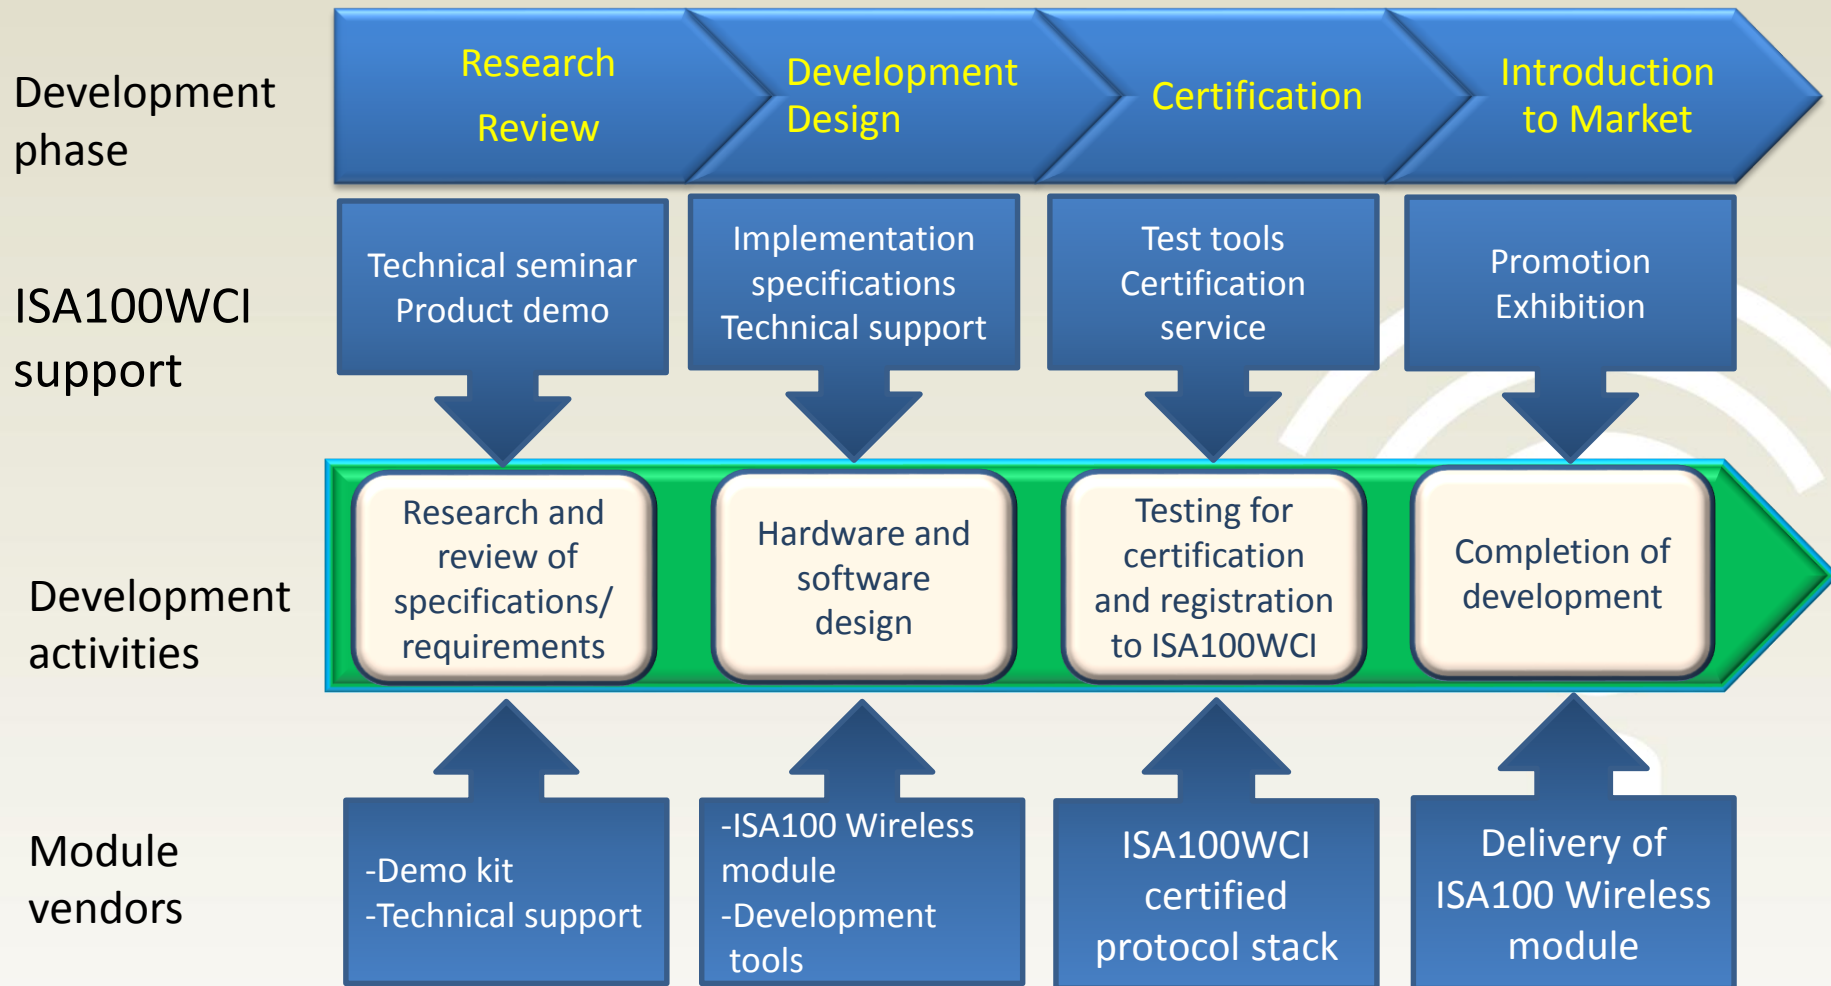 Development
phase
Research
Review
Development
Design
Certification
Introduction
to Market
ISA100WCI
support
Technical seminar
Product demo
Implementation
specifications
Technical support
Test tools
Certification
service
Promotion
Exhibition
Development
activities
Research and
review of
specifications/
requirements
Hardware and
software
design
Testing for
certification
and registration
to ISA100WCI
Completion of
development
Module
vendors
-Demo kit
-Technical support
-ISA100 Wireless
module
-Development
tools
ISA100WCI
certified
protocol stack
Delivery of
ISA100 Wireless
module